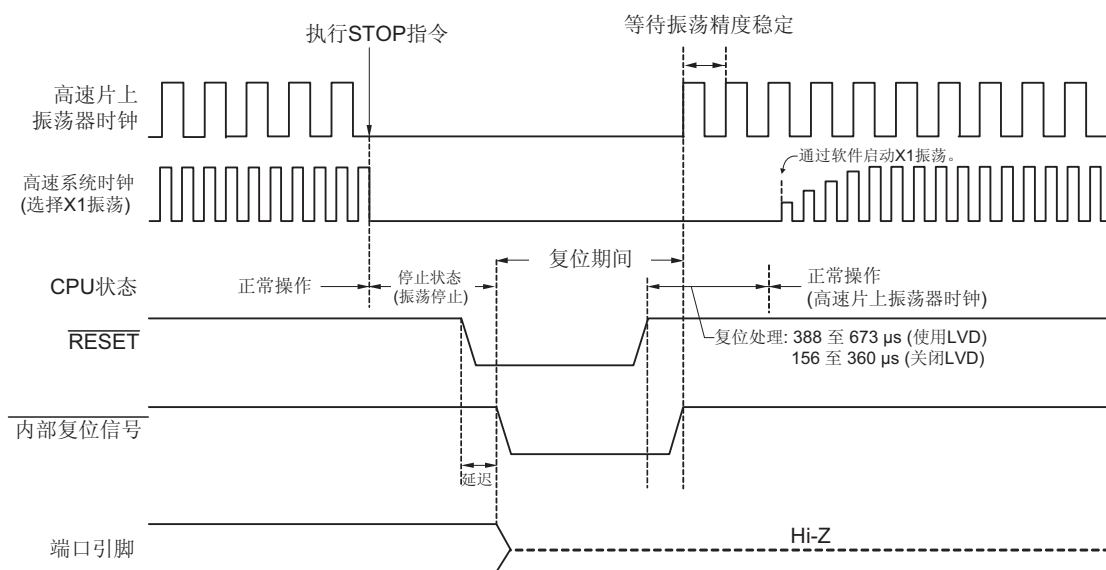 执行STOP指令
等待振荡精度稳定
高速片上
振荡器时钟
通过软件启动X1振荡。
高速系统时钟
(选择X1振荡)
CPU状态
正常操作
停止状态
(振荡停止)
复位期间
正常操作
(高速片上振荡器时钟)
RESET
复位处理: 388 至 673 µs (使用LVD)
156 至 360 µs (关闭LVD)
内部复位信号
延迟
端口引脚
Hi-Z